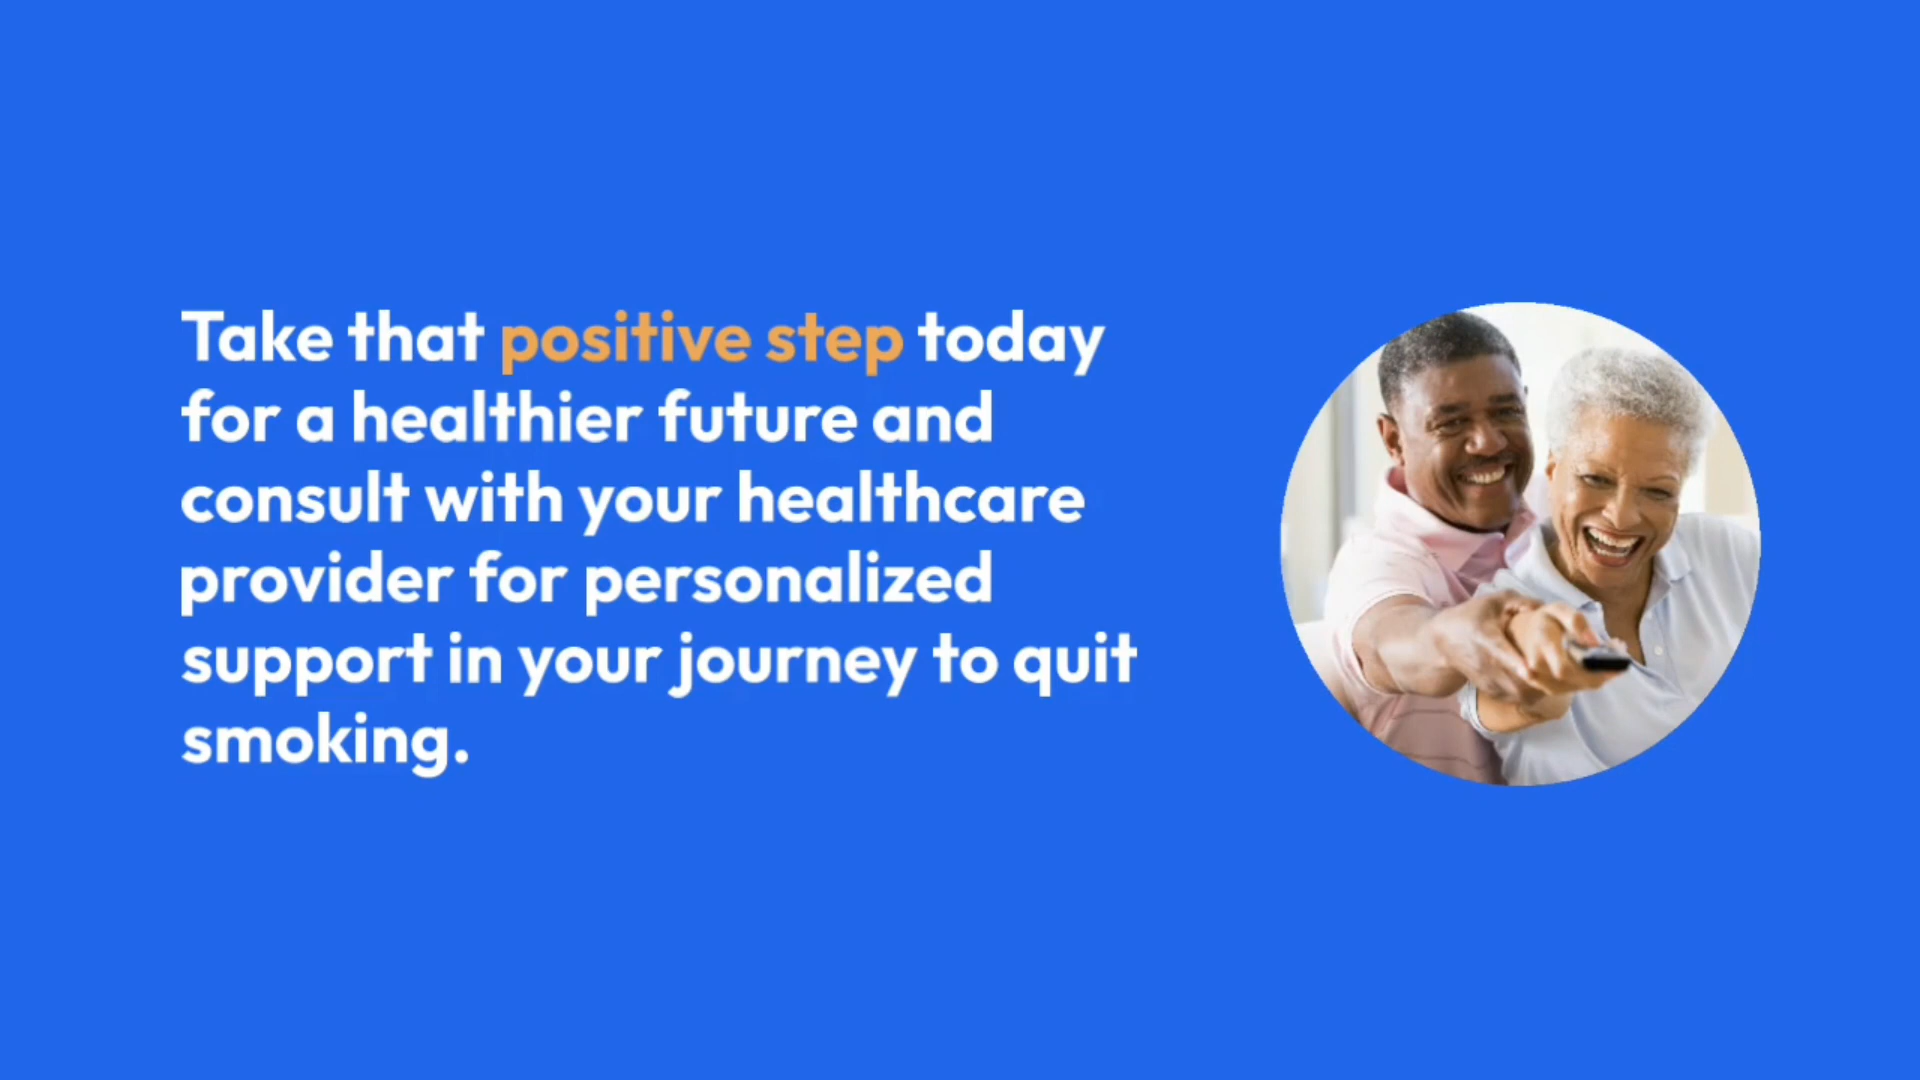 Take that positive step today
for a healthier future and
consult with your healthcare
provider for personalized
support in your journey to quit
smoking.